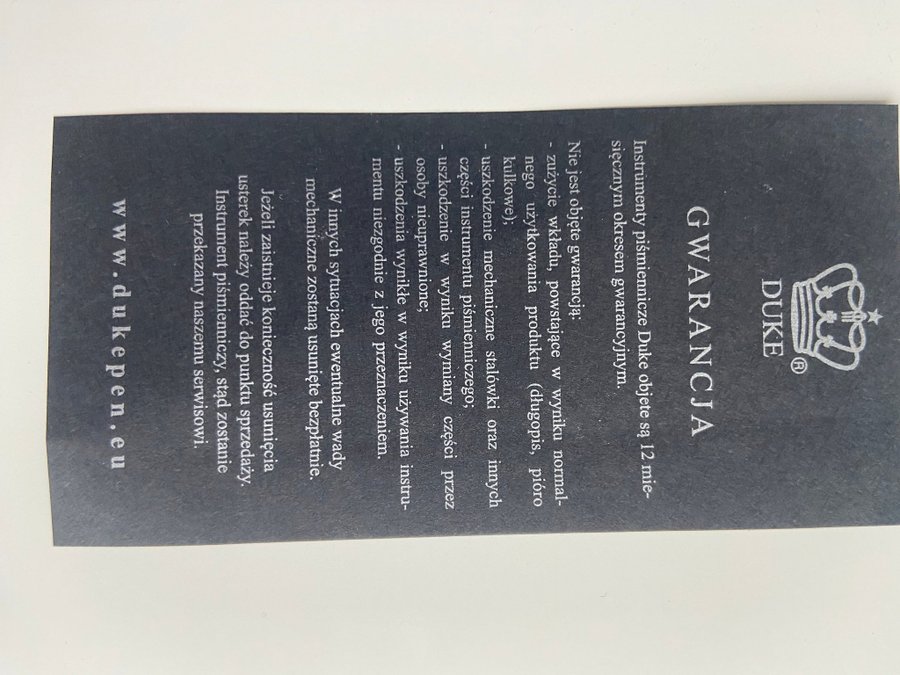 DUKE®
GWARANCJA
Instrumenty piśmiennicze Duke objęte są 12 mie-
sięcznym okresem gwarancyjnym.
Nie jest objęte gwarancją:
- zużycie wkładu, powstające w wyniku normal-
nego użytkowania produktu (długopis, pióro
kulkowe);
- uszkodzenie mechaniczne stalówki oraz innych
części instrumentu piśmienniczego;
- uszkodzenie w wyniku wymiany części przez
osoby nieuprawnione;
- uszkodzenia wynikłe w wyniku używania instru-
mentu niezgodnie z jego przeznaczeniem.
W innych sytuacjach ewentualne wady
mechaniczne zostaną usunięte bezpłatnie.
Jeżeli zaistnieje konieczność usunięcia
usterek należy oddać do punktu sprzedaży.
Instrument piśmienniczy, stąd zostanie
przekazany naszemu serwisowi.
www.dukepen.eu